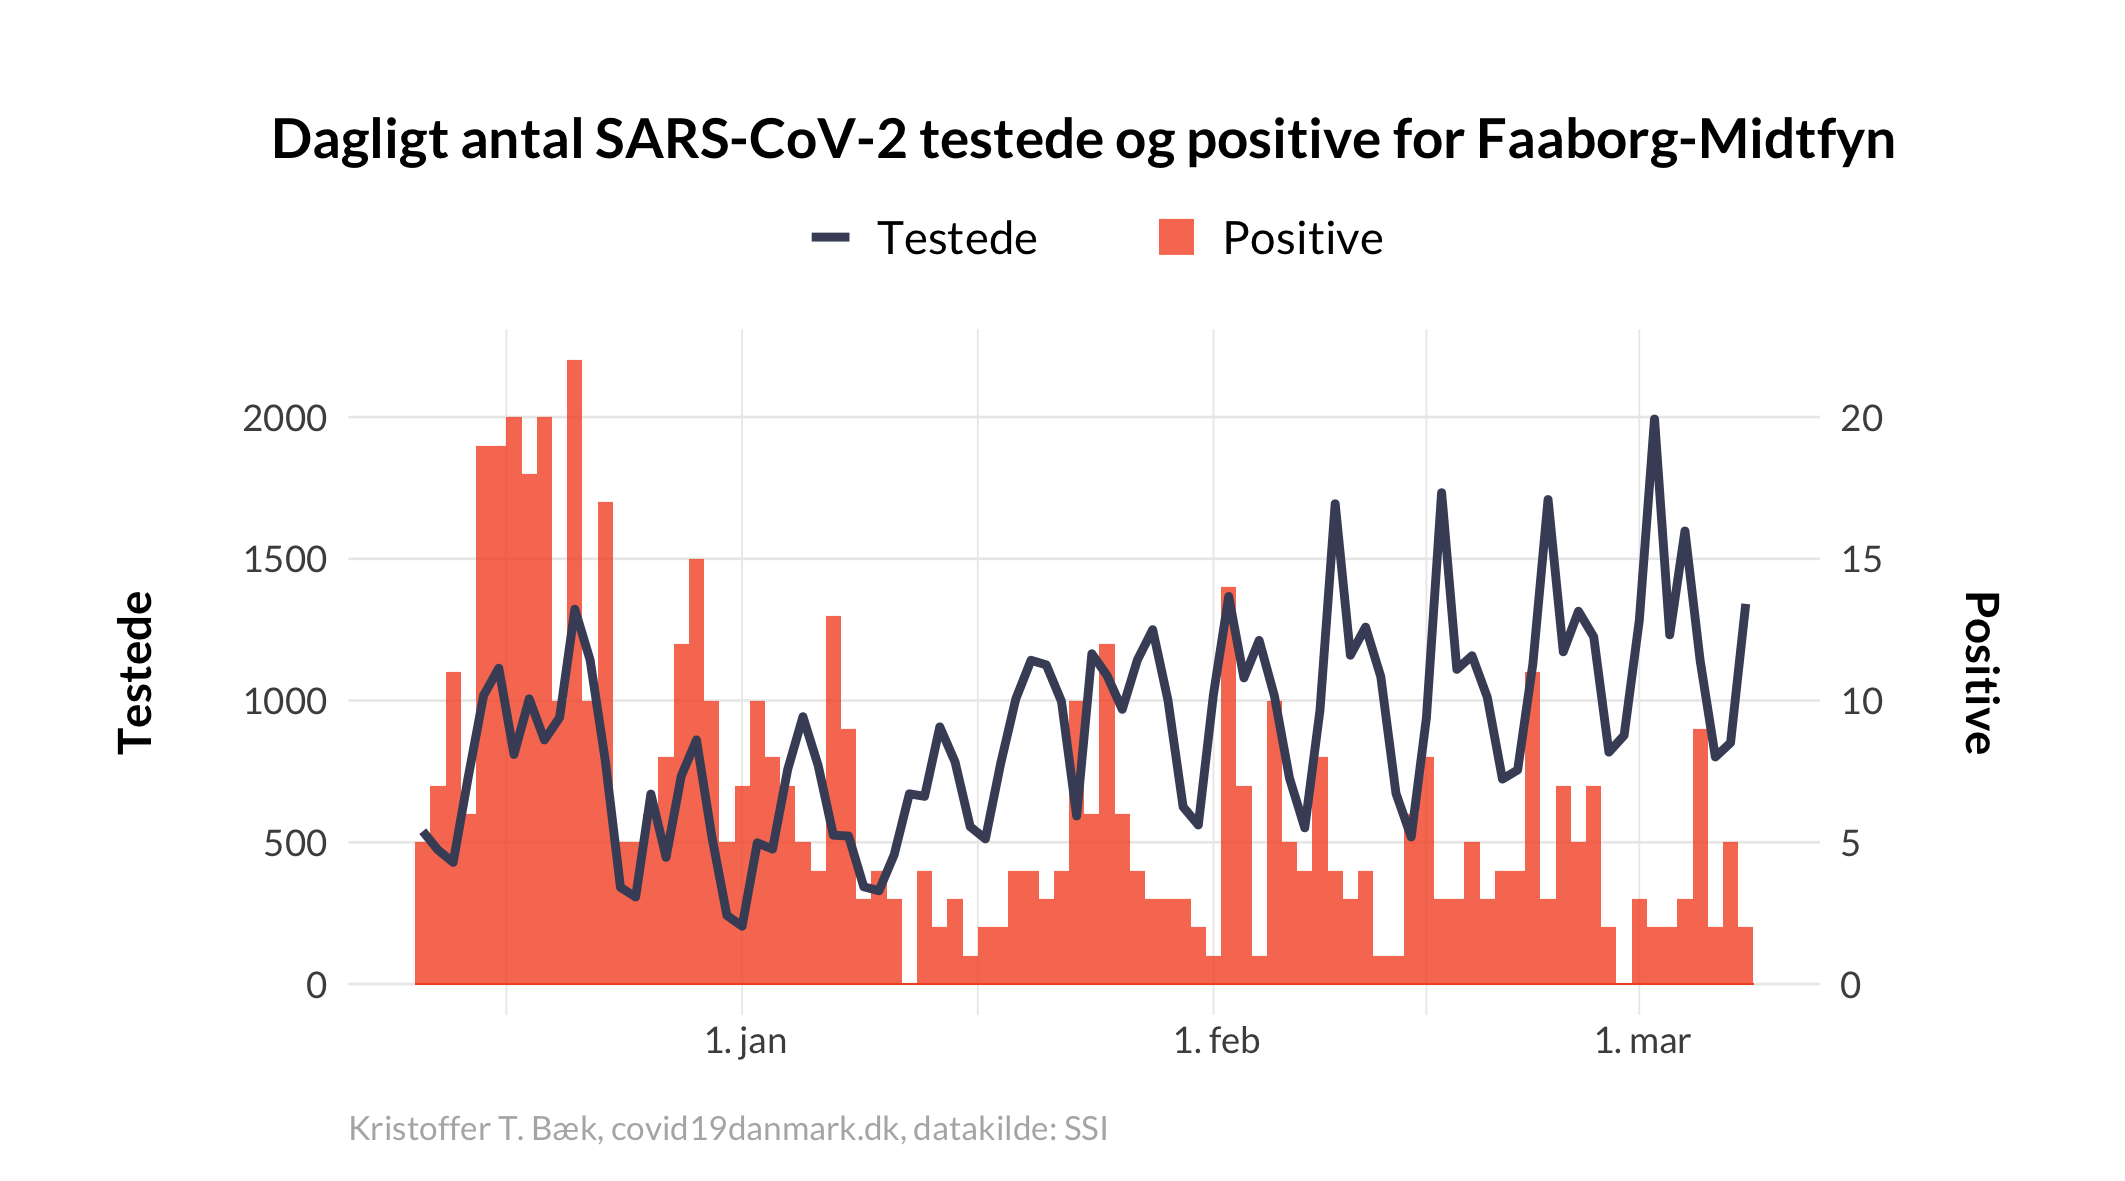 Dagligt antal SARS-CoV-2 testede og positive for Faaborg-Midtfyn
Testede Positive
2000 20
1500 15
1000 10
500 5
0 0
Testede
Positive
1. jan 1. feb 1. mar
Kristoffer T. Bæk, covid19danmark.dk, datakilde: SSI